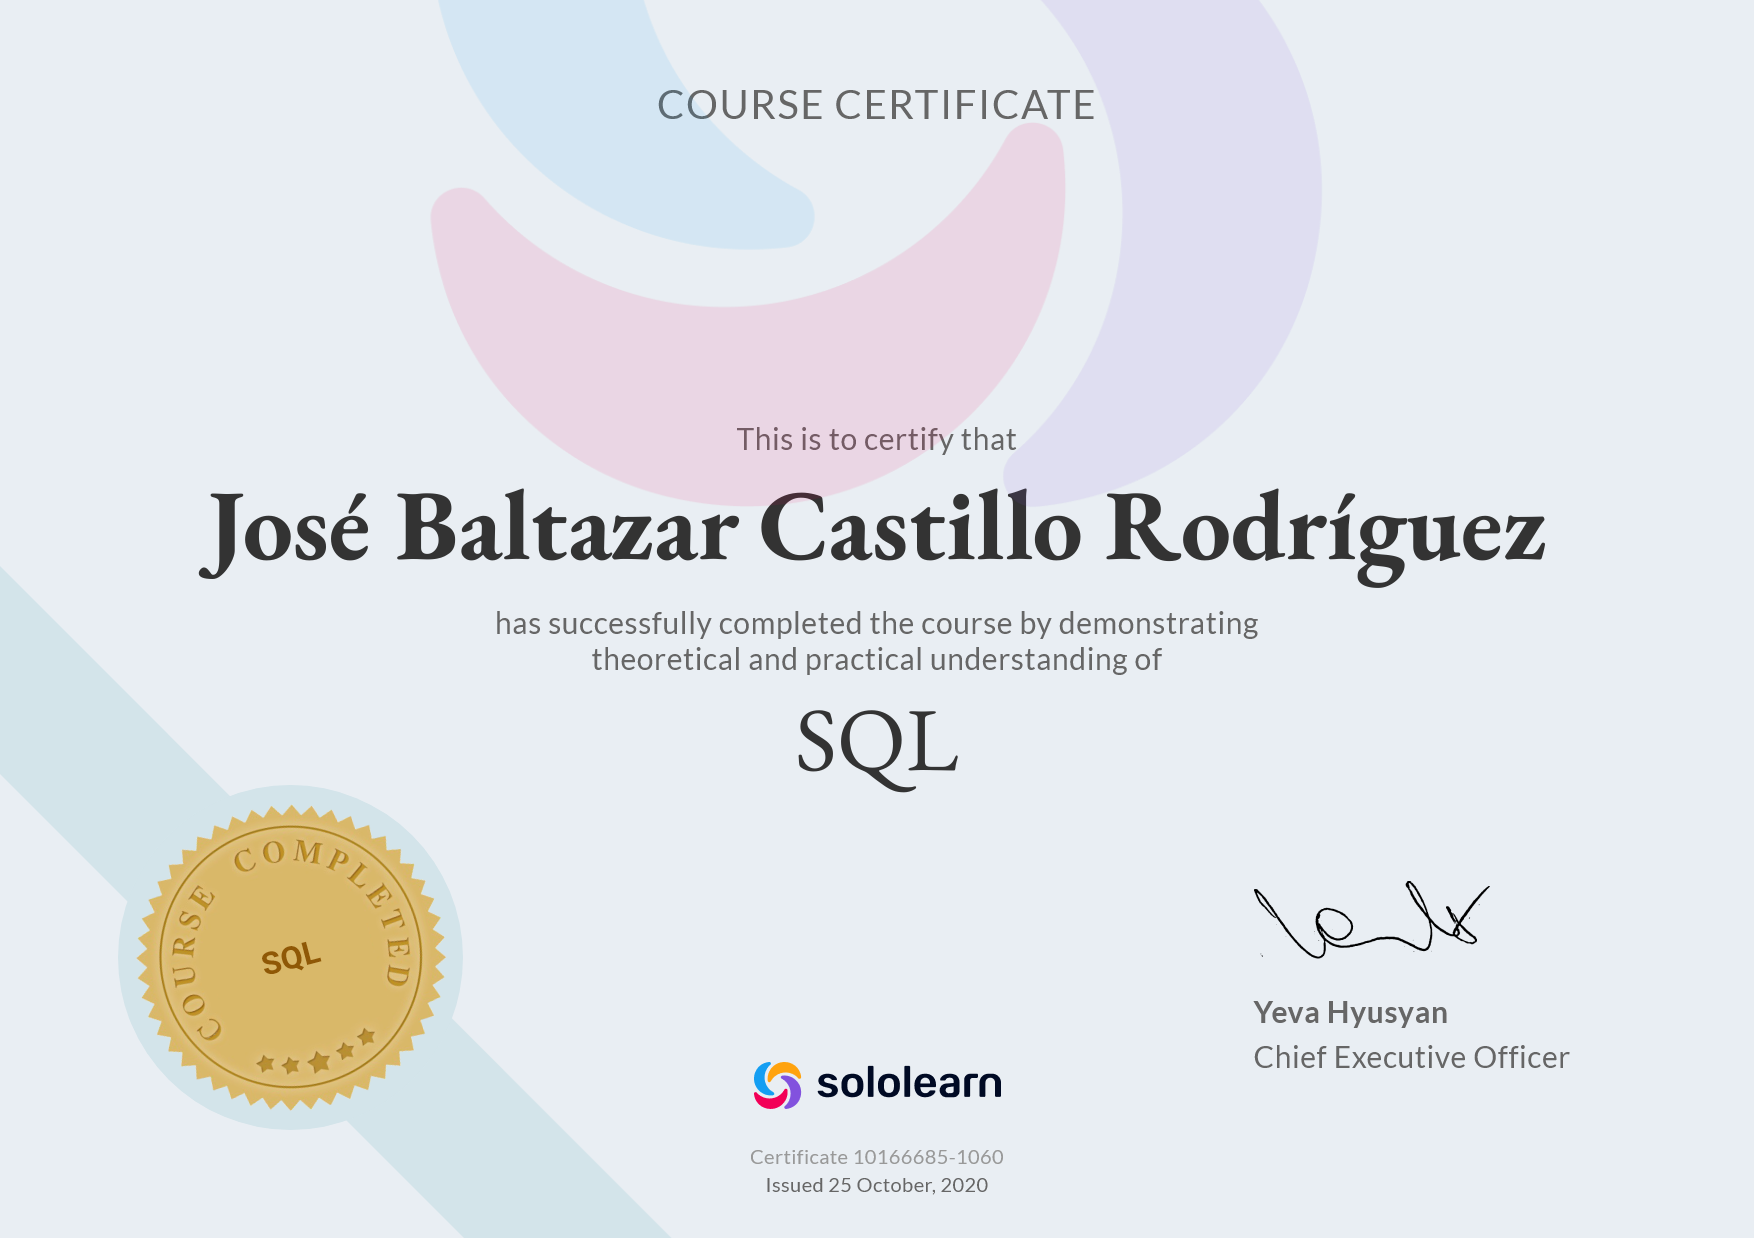 COURSE CERTIFICATE
This is to certify that
José Baltazar Castillo Rodríguez
has successfully completed the course by demonstrating
theoretical and practical understanding of
SQL
COURSE COMPLETED
SQL
Yeva Hyusyan
Chief Executive Officer
sololearn
Certificate 10166685-1060
Issued 25 October, 2020